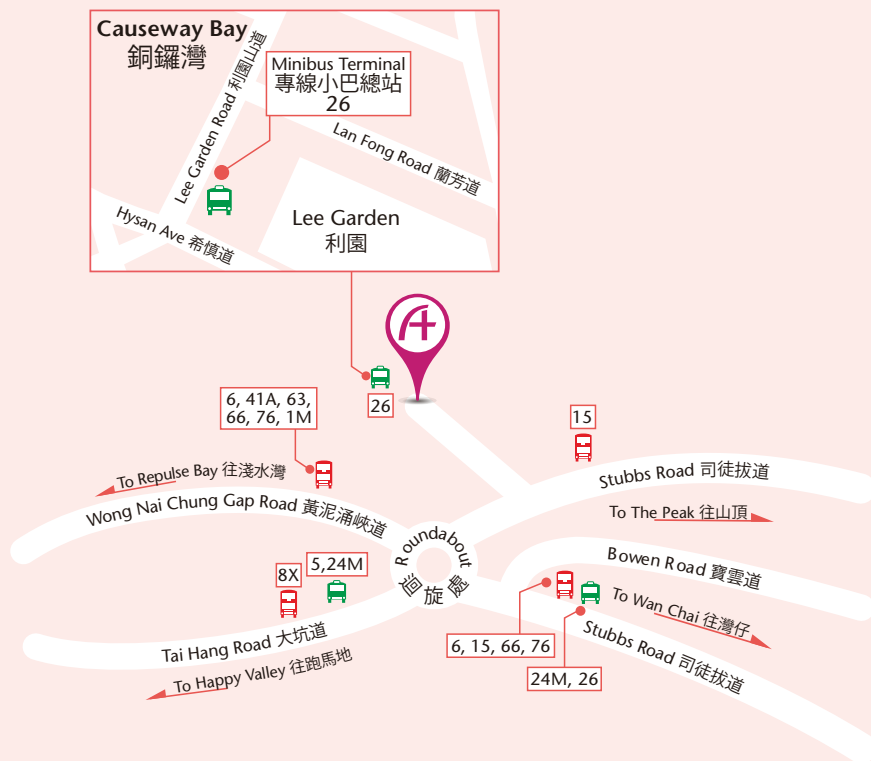 Causeway Bay
銅鑼灣
Minibus Terminal
專線小巴總站
26
Lee Garden Road 利園山道
Lan Fong Road 蘭芳道
Hysan Ave 希慎道
Lee Garden
利園
26
6, 41A, 63,
66, 76, 1M
15
To Repulse Bay 往淺水灣
Wong Nai Chung Gap Road 黃泥涌峽道
Stubbs Road 司徒拔道
To The Peak 往山頂
Roundabout
迴旋處
Bowen Road 寶雲道
8X
5,24M
To Wan Chai 往灣仔
Tai Hang Road 大坑道
To Happy Valley 往跑馬地
6, 15, 66, 76
24M, 26
Stubbs Road 司徒拔道